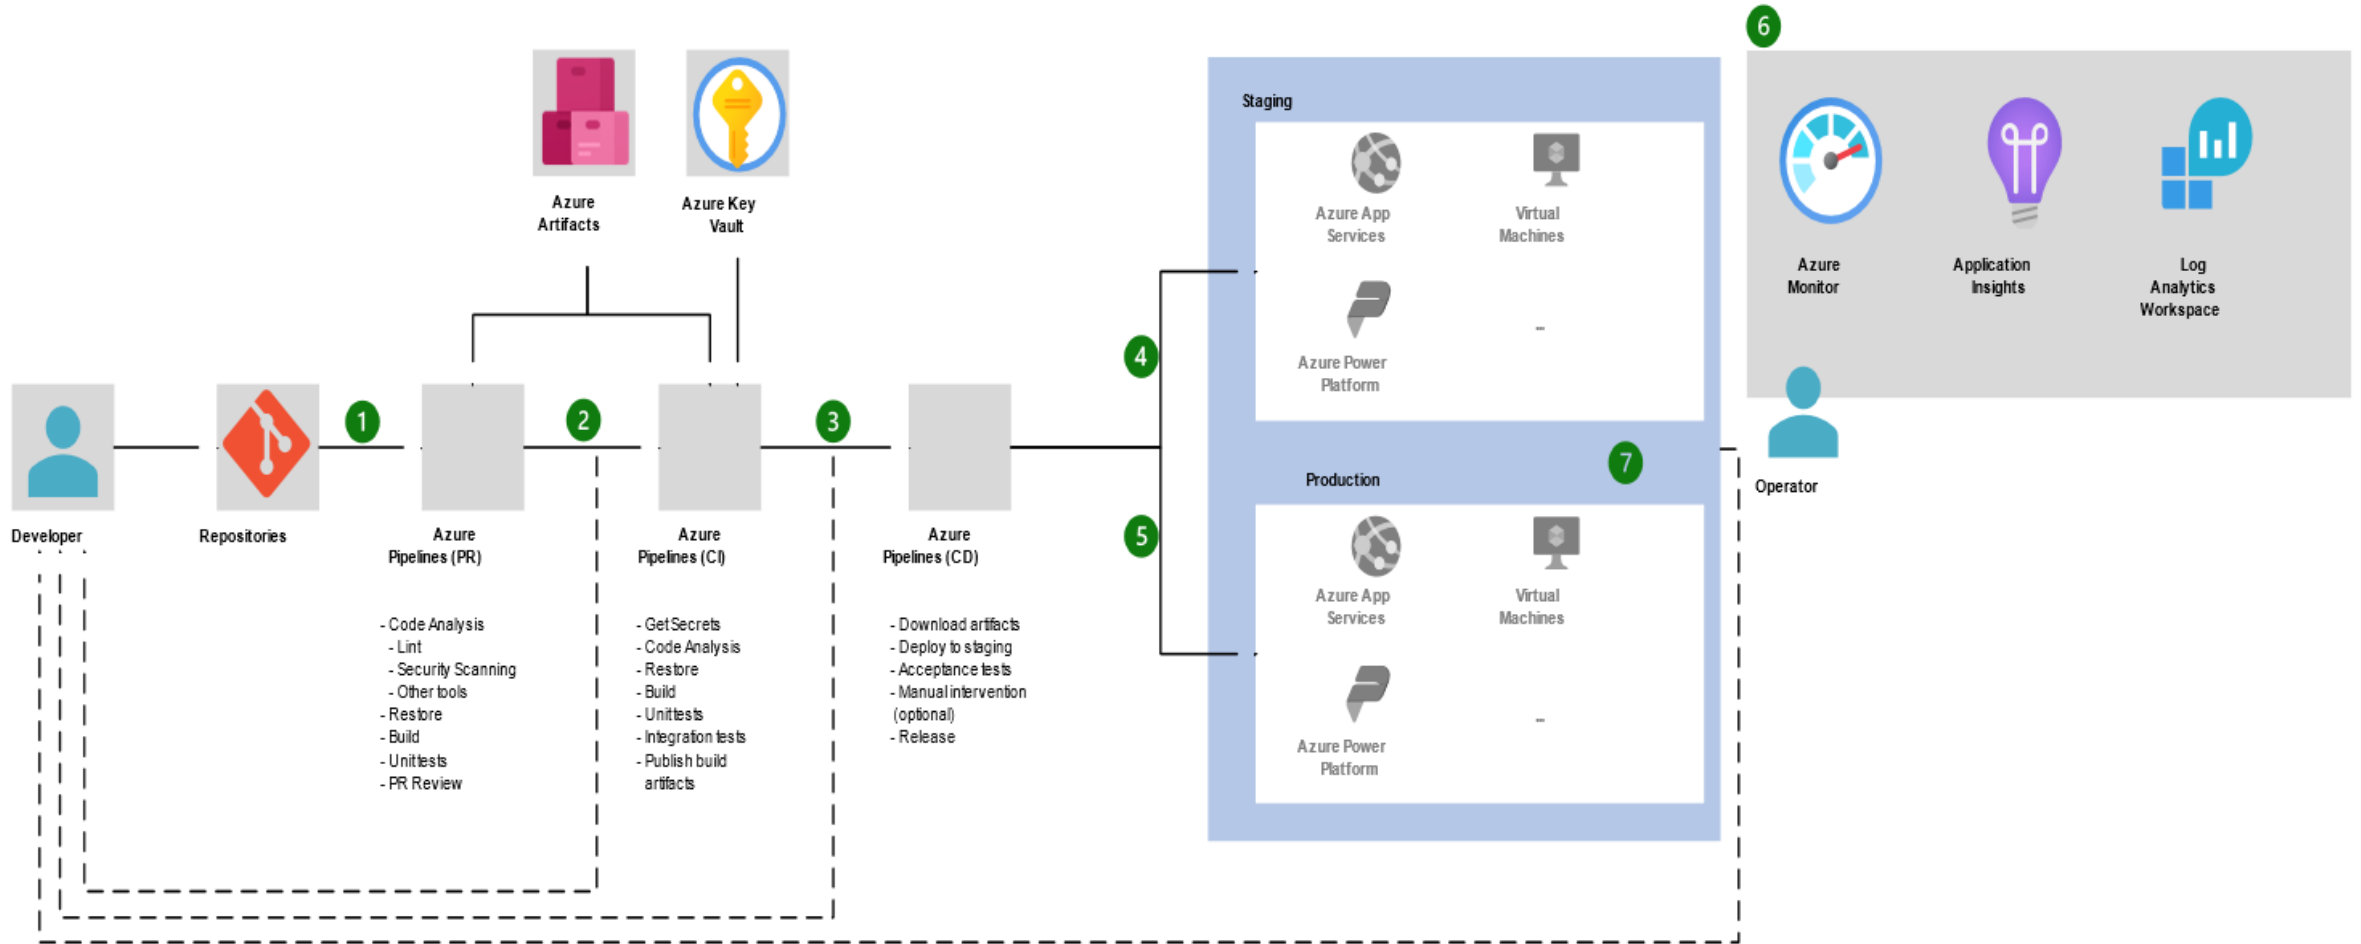 6
Staging
Azure
Artifacts
Azure Key
Vault
Azure App
Services
Virtual
Machines
Azure
Monitor
Application
Insights
Log
Analytics
Workspace
Azure Power
Platform
...
4
1
2
3
7
Production
Operator
5
Developer
Repositories
Azure
Pipelines (PR)
Azure
Pipelines (CI)
Azure
Pipelines (CD)
Azure App
Services
Virtual
Machines
- Code Analysis
- Lint
- Security Scanning
- Other tools
- Restore
- Build
- Unit tests
- PR Review
- Get Secrets
- Code Analysis
- Restore
- Build
- Unit tests
- Integration tests
- Publish build
artifacts
- Download artifacts
- Deploy to staging
- Acceptance tests
- Manual intervention
(optional)
- Release
Azure Power
Platform
...